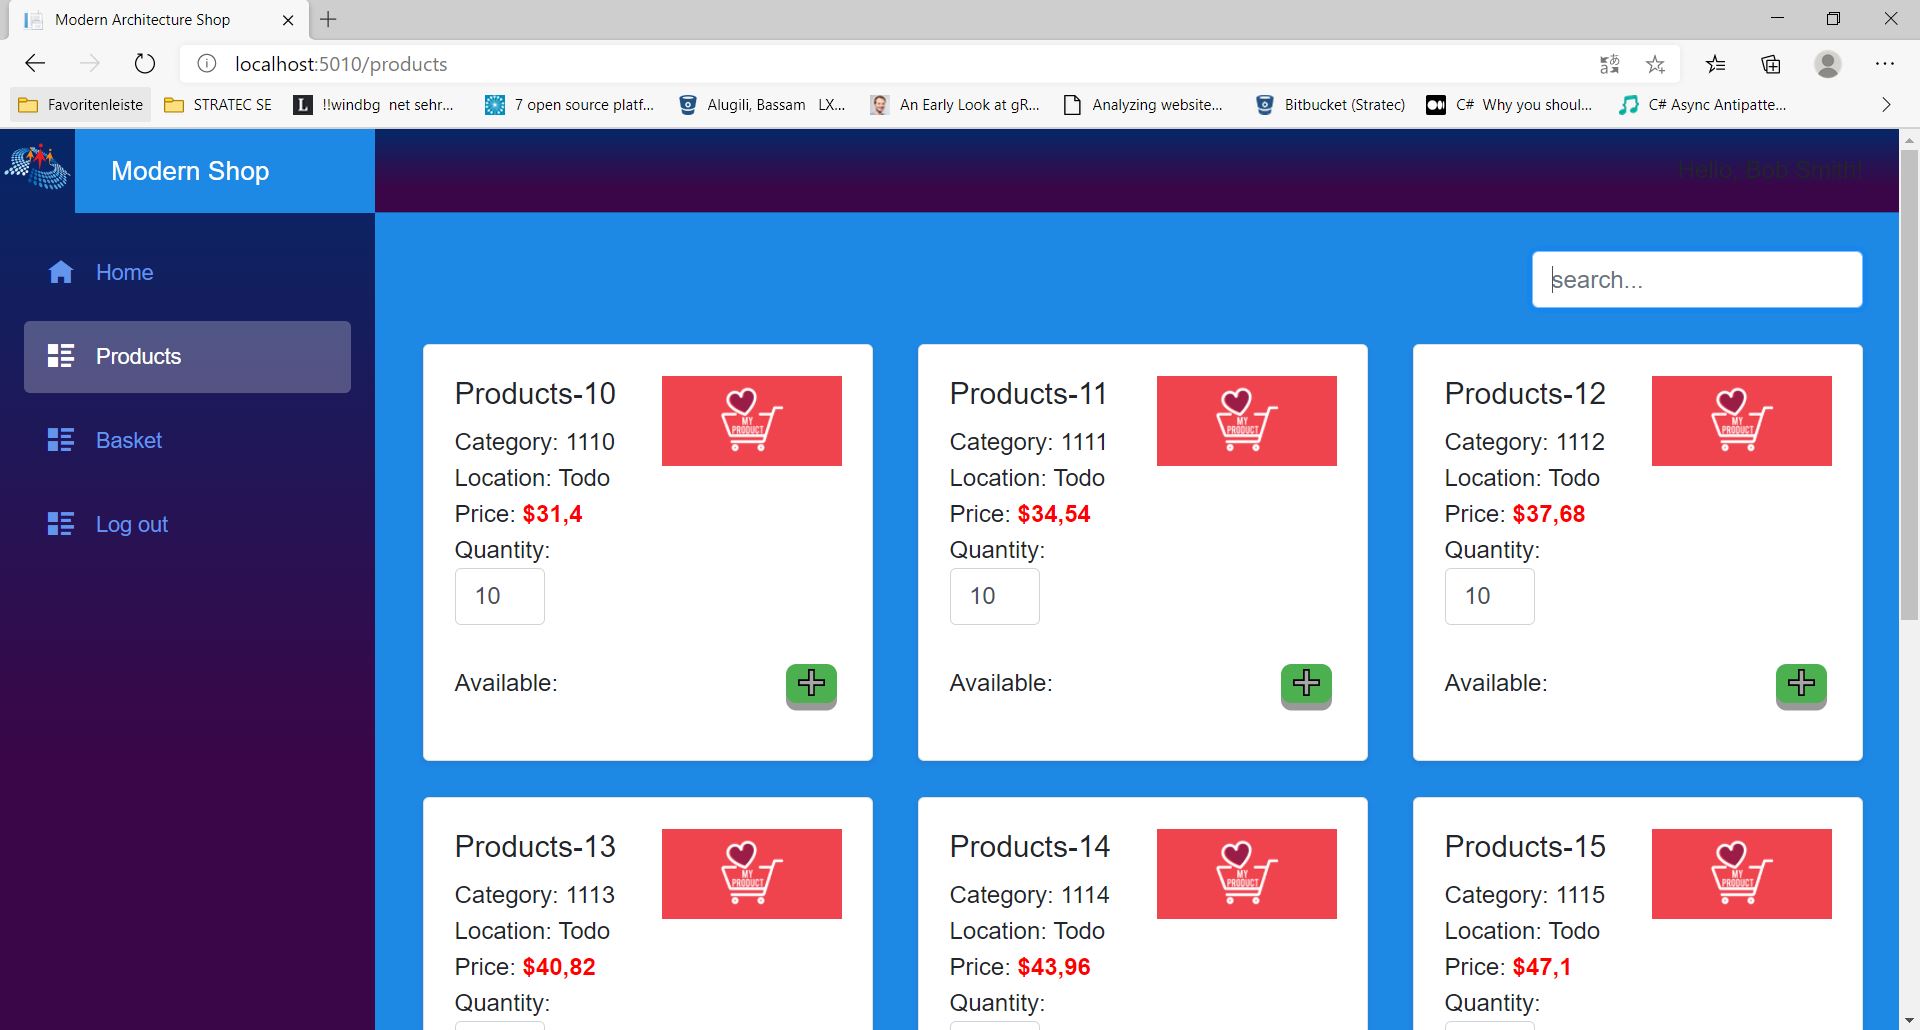 Modern Architecture Shop
localhost:5010/products
Favoritenleiste
STRATEC SE
!!windbg net sehr...
7 open source platf...
Alugili, Bassam LX...
An Early Look at gR...
Analyzing website...
Bitbucket (Stratec)
C# Why you shoul...
C# Async Antipatte...
Modern Shop
Hello, Bob Smith!
Home
Products
Basket
Log out
search...
Products-10
MY PRODUCT
Category: 1110
Location: Todo
Price: $31,4
Quantity:
10
Available:
Products-11
MY PRODUCT
Category: 1111
Location: Todo
Price: $34,54
Quantity:
10
Available:
Products-12
MY PRODUCT
Category: 1112
Location: Todo
Price: $37,68
Quantity:
10
Available:
Products-13
MY PRODUCT
Category: 1113
Location: Todo
Price: $40,82
Quantity:
Products-14
MY PRODUCT
Category: 1114
Location: Todo
Price: $43,96
Quantity:
Products-15
MY PRODUCT
Category: 1115
Location: Todo
Price: $47,1
Quantity: